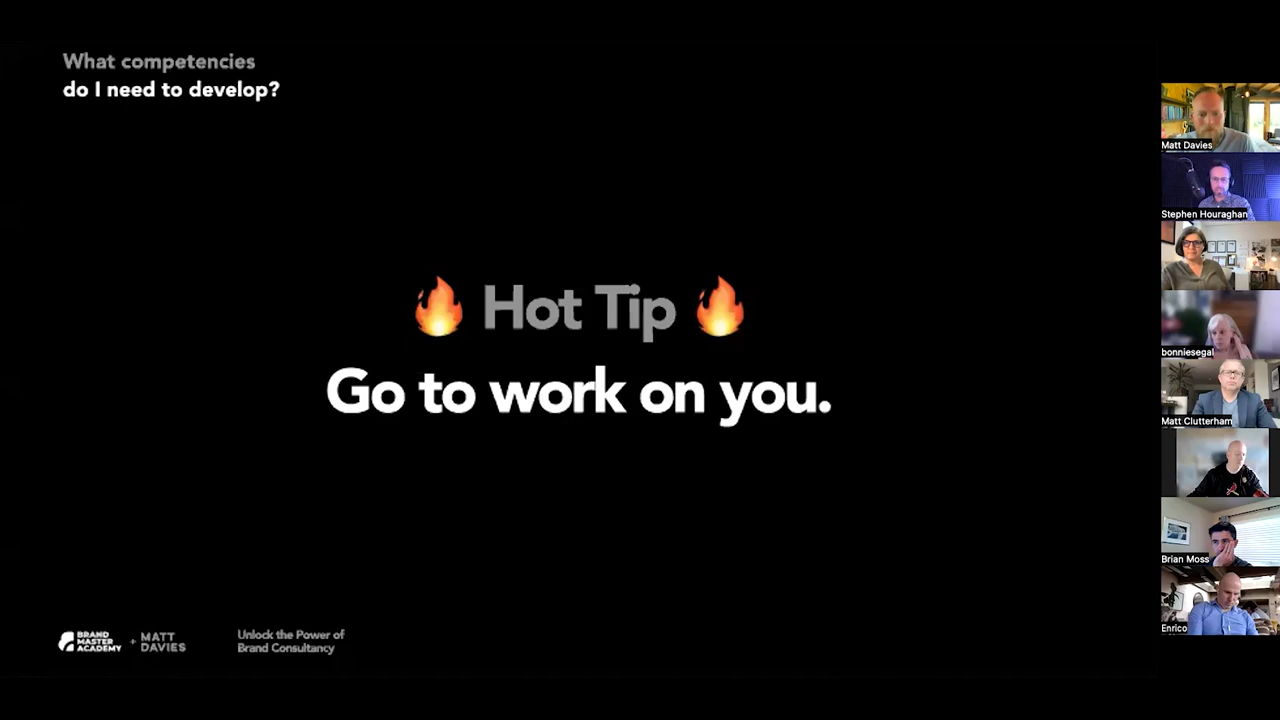 What competencies
do I need to develop?
🔥 Hot Tip 🔥
Go to work on you.
BRAND
MASTER
ACADEMY
+ MATT
DAVIES
Unlock the Power of
Brand Consultancy
Matt Davies
Stephen Houraghan
bonniesegal
Matt Clutterham
Brian Moss
Enrico